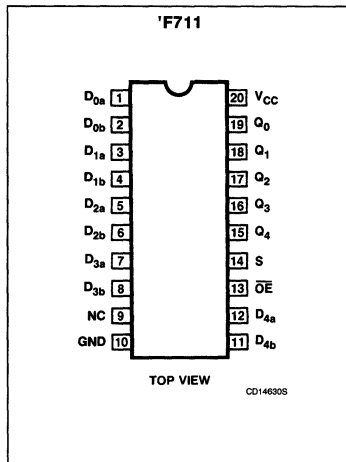 'F711
D0a 1 20 VCC
D0b 2 19 Q0
D1a 3 18 Q1
D1b 4 17 Q2
D2a 5 16 Q3
D2b 6 15 Q4
D3a 7 14 S
D3b 8 13 O̅E̅
NC 9 12 D4a
GND 10 11 D4b
TOP VIEW
CD14630S